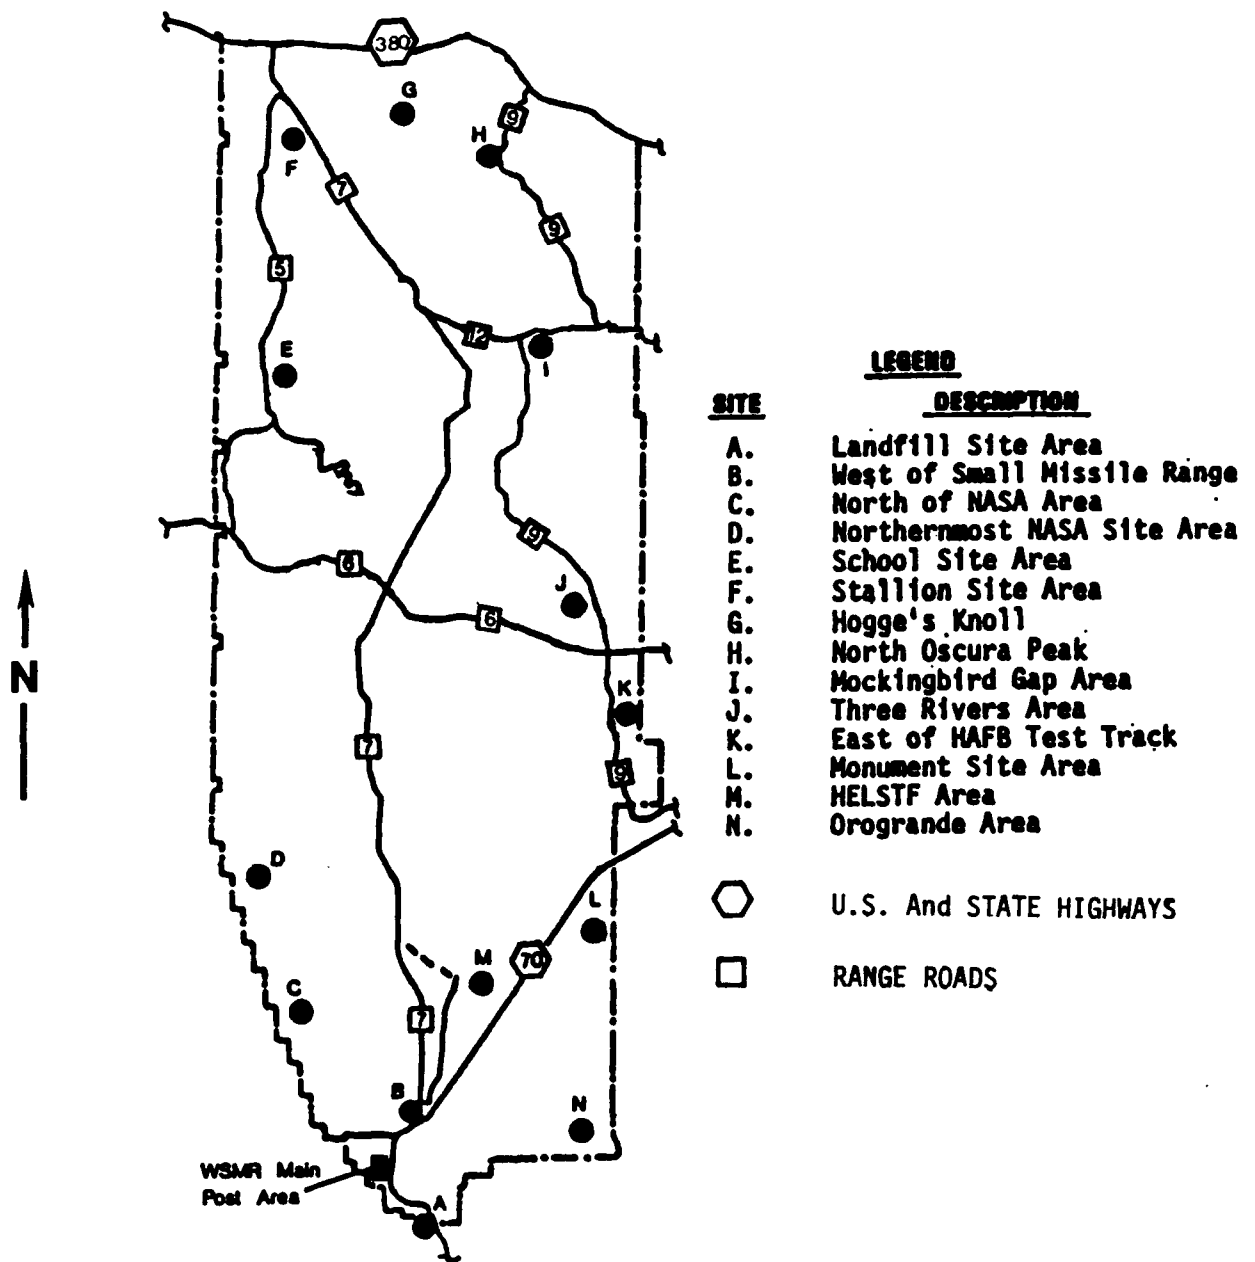 380
G
9
H
F
7
9
5
12
E
I
LEGEND
SITE DESCRIPTION
A. Landfill Site Area
B. West of Small Missile Range
C. North of NASA Area
D. Northernmost NASA Site Area
E. School Site Area
F. Stallion Site Area
G. Hogge's Knoll
H. North Oscura Peak
I. Mockingbird Gap Area
J. Three Rivers Area
K. East of HAFB Test Track
L. Monument Site Area
M. HELSTF Area
N. Orogrande Area
U.S. And STATE HIGHWAYS
RANGE ROADS
9
6
J
6
N
K
7
9
D
L
M
70
C
7
B
N
WSMR Main
Post Area
A